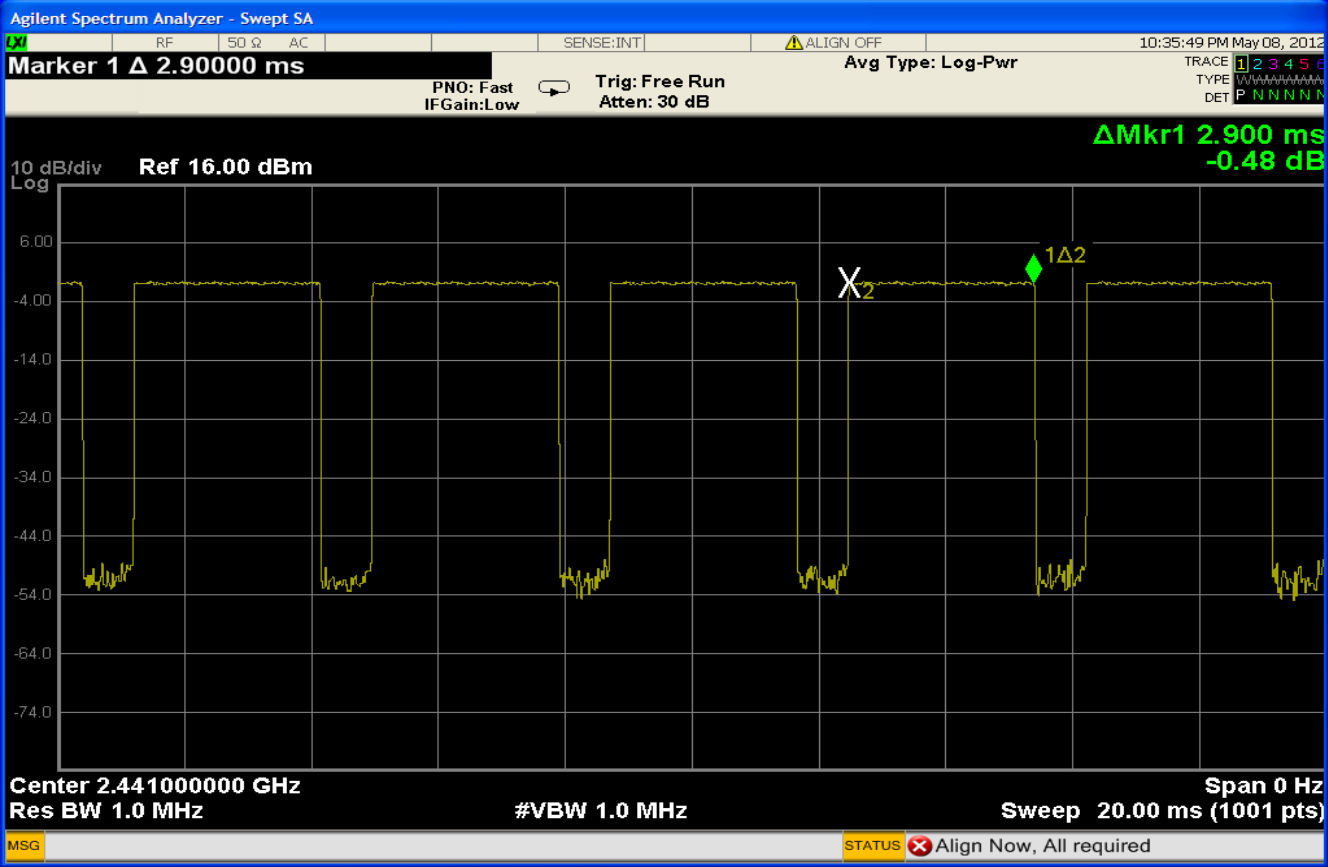 Agilent Spectrum Analyzer - Swept SA
LXI RF 50 Ω AC SENSE:INT ALIGN OFF 10:35:49 PM May 08, 2012
Marker 1 Δ 2.90000 ms
PNO: Fast
IFGain:Low
Trig: Free Run
Atten: 30 dB
Avg Type: Log-Pwr
TRACE 1 2 3 4 5 6
TYPE
DET P N N N N N
ΔMkr1 2.900 ms
-0.48 dB
10 dB/div Ref 16.00 dBm
Log
6.00
1Δ2
X2
-4.00
-14.0
-24.0
-34.0
-44.0
-54.0
-64.0
-74.0
Center 2.441000000 GHz Span 0 Hz
Res BW 1.0 MHz #VBW 1.0 MHz Sweep 20.00 ms (1001 pts)
MSG STATUS Align Now, All required